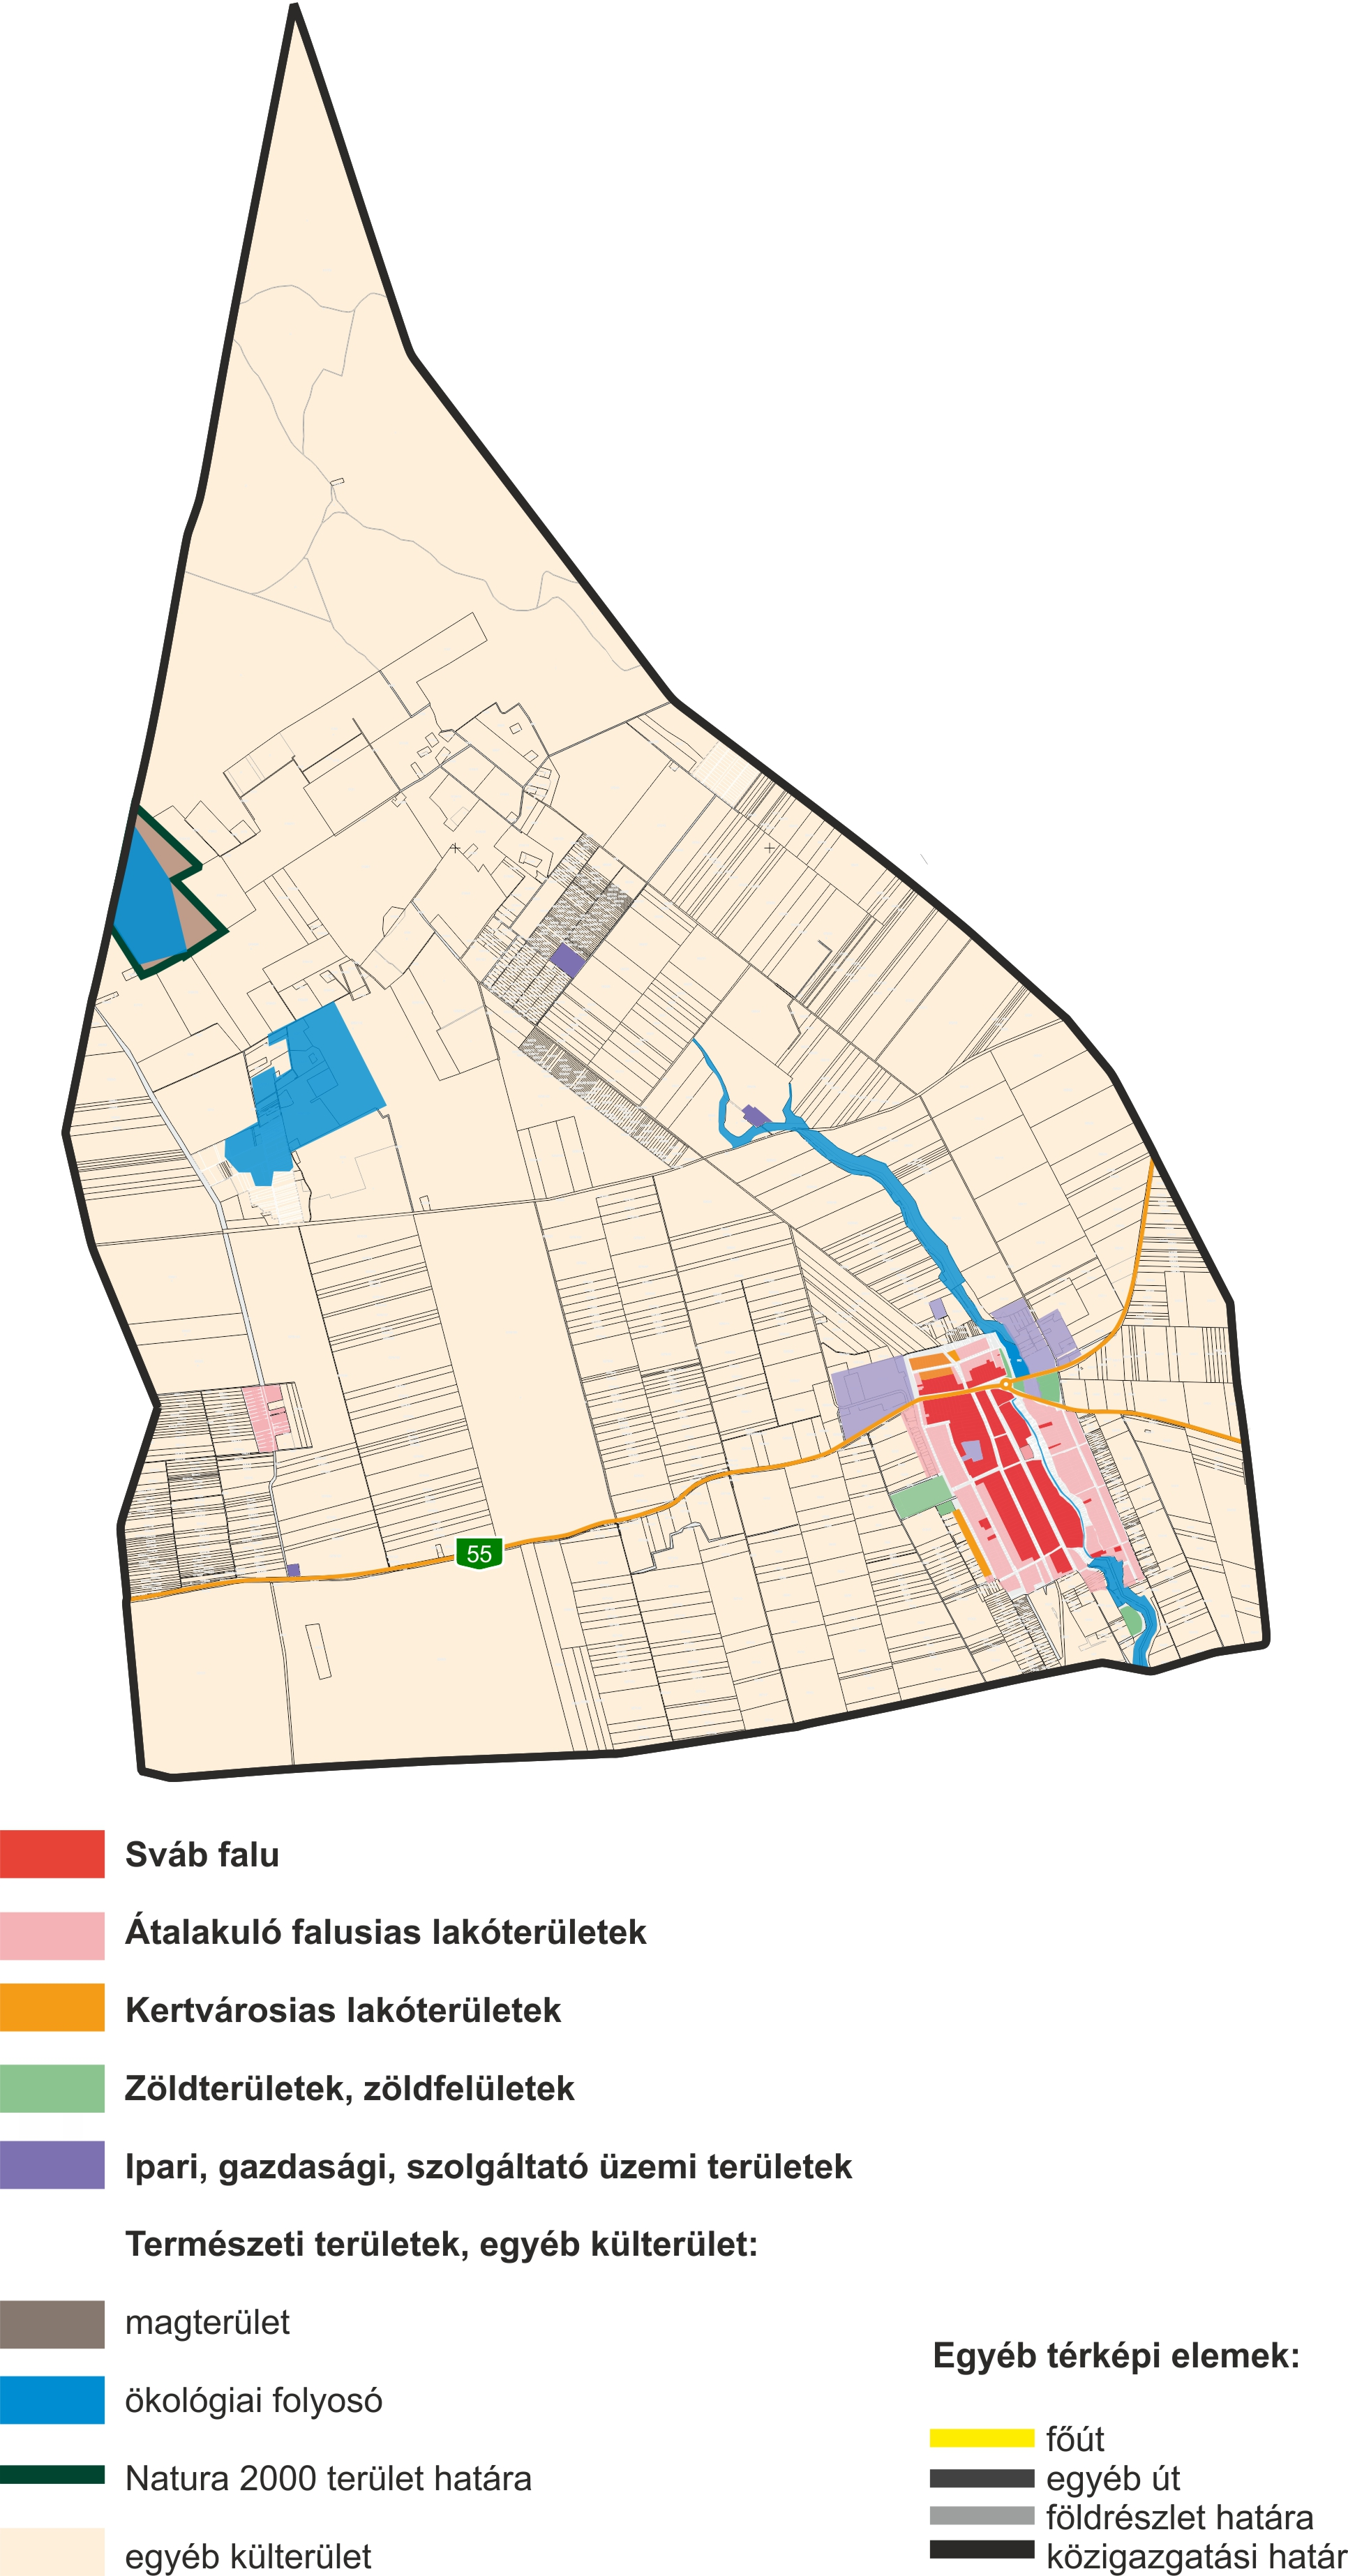 55
Sváb falu
Átalakuló falusias lakóterületek
Kertvárosias lakóterületek
Zöldterületek, zöldfelületek
Ipari, gazdasági, szolgáltató üzemi területek
Természeti területek, egyéb külterület:
magterület
ökológiai folyosó
Natura 2000 terület határa
egyéb külterület
Egyéb térképi elemek:
főút
egyéb út
földrészlet határa
közigazgatási határ